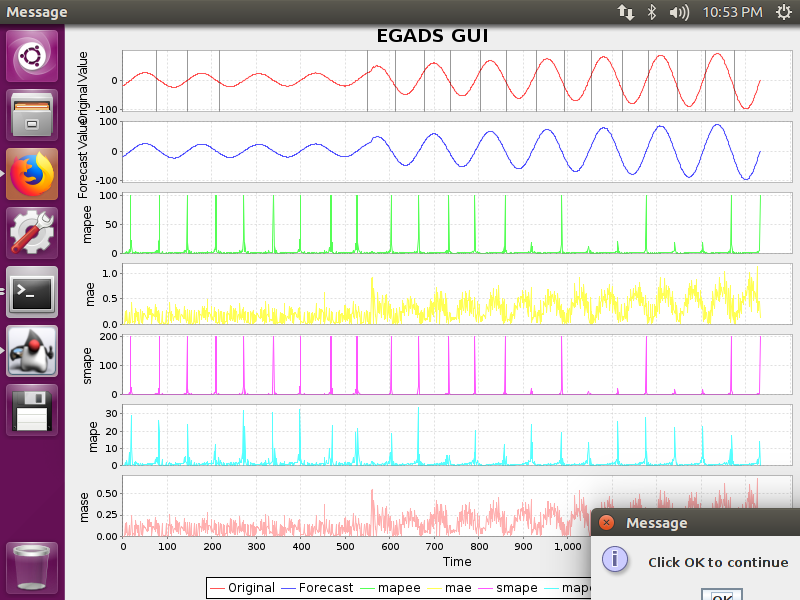 Message
10:53 PM
EGADS GUI
Original Value
0
-100
Forecast Value
100
0
-100
mapee
100
50
0
mae
1.0
0.5
0.0
smape
200
100
0
mape
30
20
10
0
mase
0.50
0.25
0.00
0 100 200 300 400 500 600 700 800 900 1,000
Time
Original Forecast mapee mae smape mape
Message
Click OK to continue
OK